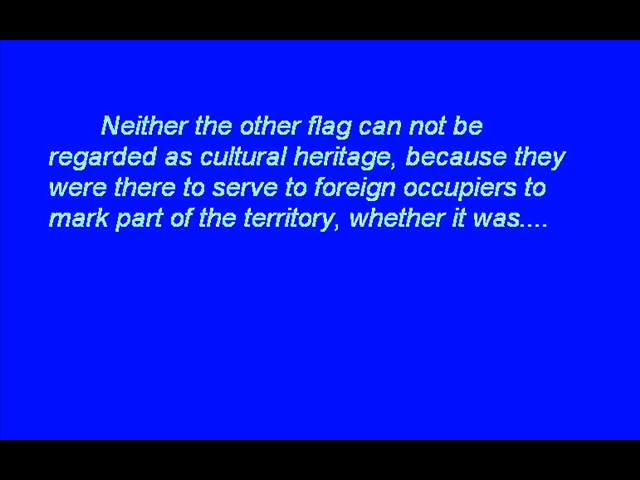 Neither the other flag can not be
regarded as cultural heritage, because they
were there to serve to foreign occupiers to
mark part of the territory, whether it was....